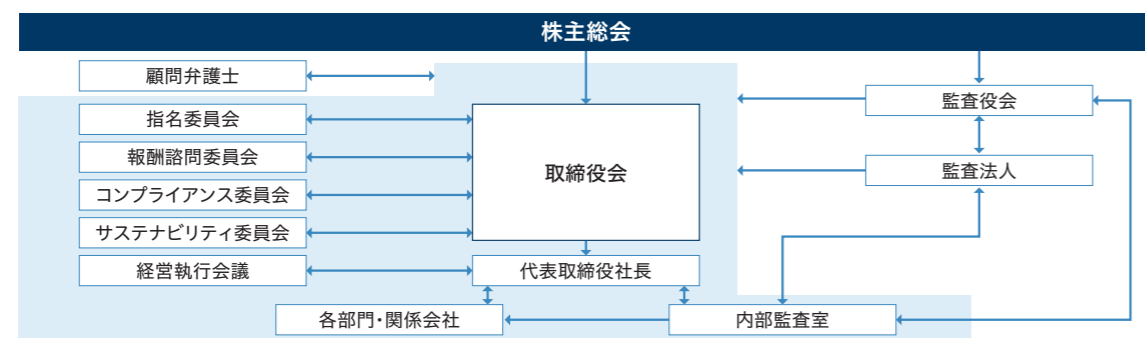 株主総会
顧問弁護士
監査役会
指名委員会
報酬諮問委員会
取締役会
監査法人
コンプライアンス委員会
サステナビリティ委員会
経営執行会議
代表取締役社長
各部門・関係会社
内部監査室